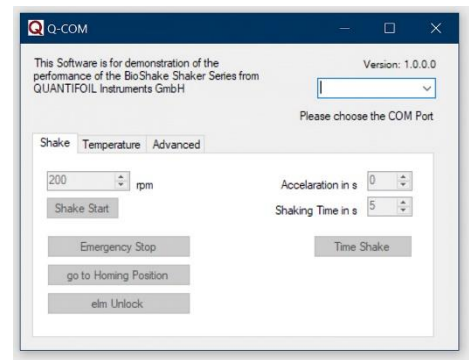 Q-COM
This Software is for demonstration of the
performance of the BioShake Shaker Series from
QUANTIFOIL Instruments GmbH
Version: 1.0.0.0
Please choose the COM Port
Shake Temperature Advanced
200 rpm
Accelaration in s 0
Shake Start
Shaking Time in s 5
Emergency Stop
Time Shake
go to Homing Position
elm Unlock